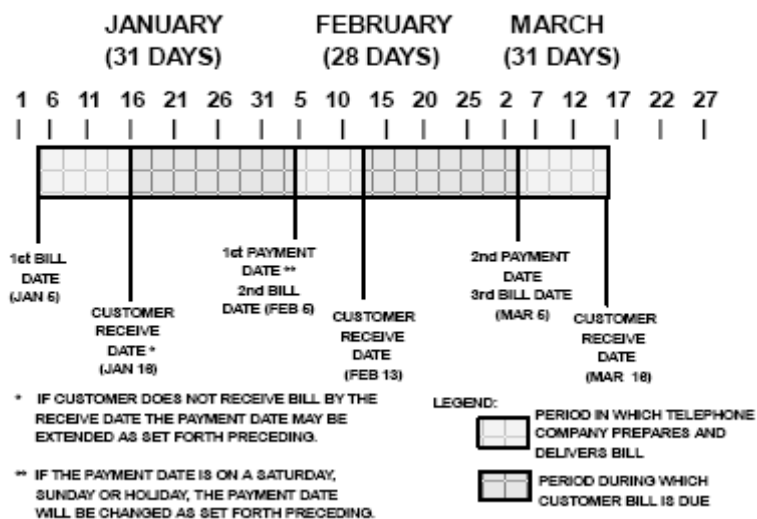 JANUARY FEBRUARY MARCH
(31 DAYS) (28 DAYS) (31 DAYS)
1 6 11 16 21 26 31 5 10 15 20 25 2 7 12 17 22 27
1st BILL
DATE
(JAN 5)
CUSTOMER
RECEIVE
DATE *
(JAN 16)
1st PAYMENT
DATE **
2nd BILL
DATE (FEB 5)
CUSTOMER
RECEIVE
DATE
(FEB 13)
2nd PAYMENT
DATE
3rd BILL DATE
(MAR 5)
CUSTOMER
RECEIVE
DATE
(MAR 16)
* IF CUSTOMER DOES NOT RECEIVE BILL BY THE
RECEIVE DATE THE PAYMENT DATE MAY BE
EXTENDED AS SET FORTH PRECEDING.
** IF THE PAYMENT DATE IS ON A SATURDAY,
SUNDAY OR HOLIDAY, THE PAYMENT DATE
WILL BE CHANGED AS SET FORTH PRECEDING.
LEGEND:
PERIOD IN WHICH TELEPHONE
COMPANY PREPARES AND
DELIVERS BILL
PERIOD DURING WHICH
CUSTOMER BILL IS DUE